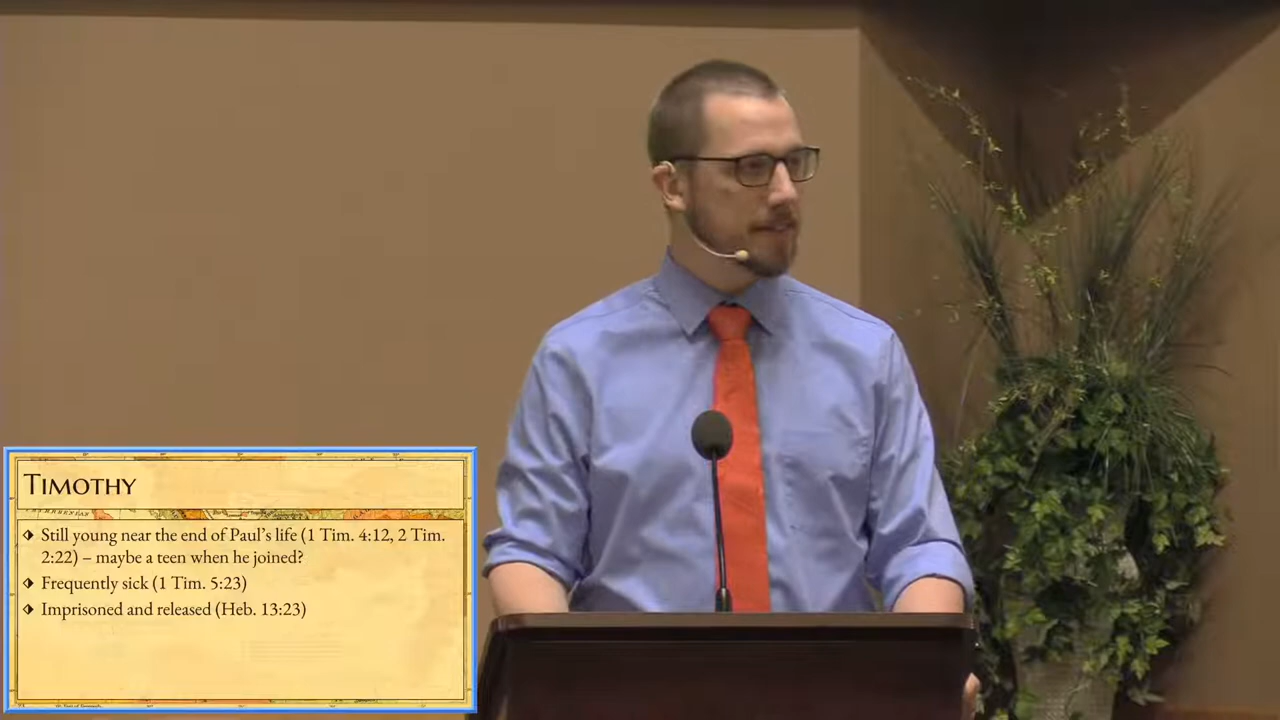 TIMOTHY
Still young near the end of Paul's life (1 Tim. 4:12, 2 Tim.
2:22) – maybe a teen when he joined?
Frequently sick (1 Tim. 5:23)
Imprisoned and released (Heb. 13:23)